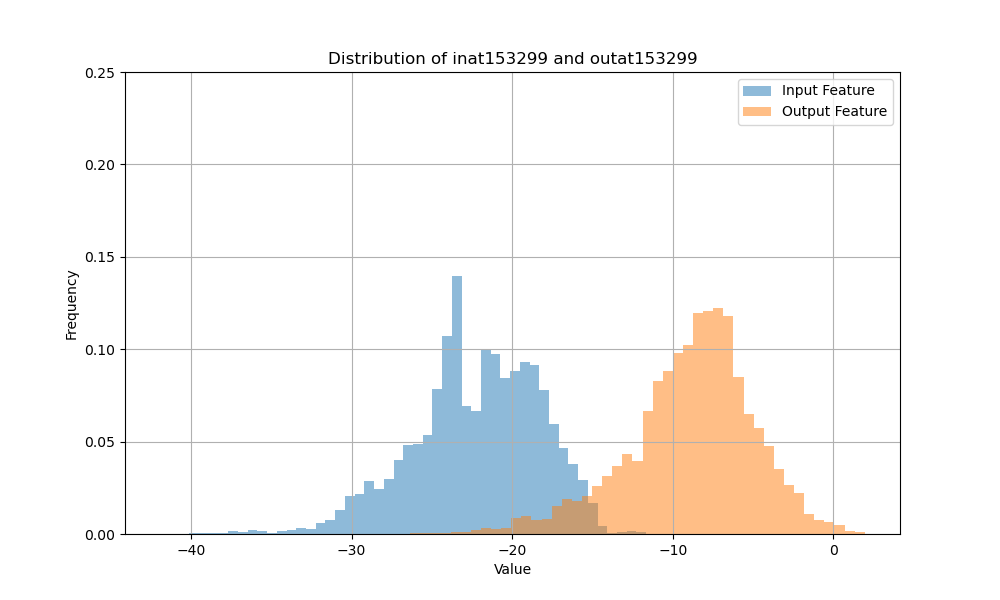 Distribution of inat153299 and outat153299
Input Feature
Output Feature
Frequency
0.25
0.20
0.15
0.10
0.05
0.00
−40
−30
−20
−10
0
Value